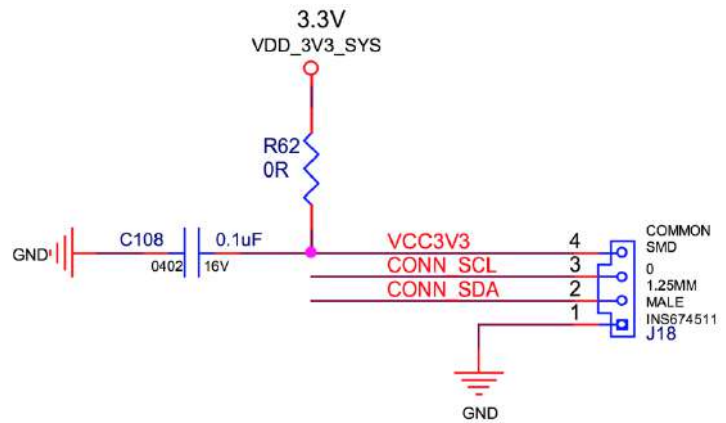 3.3V
VDD_3V3_SYS
R62
0R
C108 0.1uF
0402 16V
GND
VCC3V3 4
CONN_SCL 3
CONN_SDA 2
1
COMMON
SMD
0
1.25MM
MALE
INS674511
J18
GND